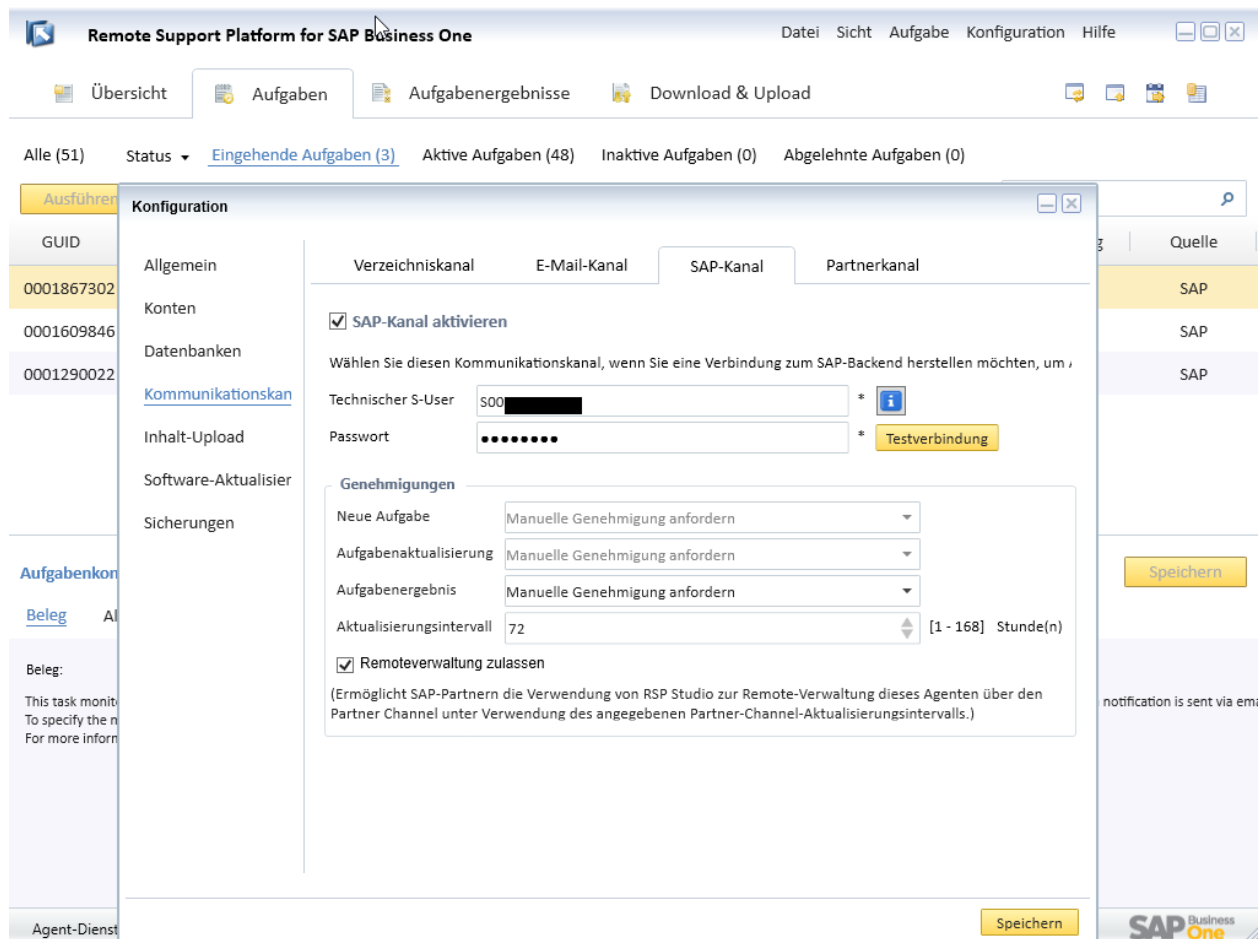 Remote Support Platform for SAP Business One
Datei Sicht Aufgabe Konfiguration Hilfe
Übersicht Aufgaben Aufgabenergebnisse Download & Upload
Alle (51) Status Eingehende Aufgaben (3) Aktive Aufgaben (48) Inaktive Aufgaben (0) Abgelehnte Aufgaben (0)
Ausführen
Konfiguration
GUID Quelle
0001867302 SAP
0001609846 SAP
0001290022 SAP
Allgemein
Konten
Datenbanken
Kommunikationskan
Inhalt-Upload
Software-Aktualisier
Sicherungen
Verzeichniskanal E-Mail-Kanal SAP-Kanal Partnerkanal
SAP-Kanal aktivieren
Wählen Sie diesen Kommunikationskanal, wenn Sie eine Verbindung zum SAP-Backend herstellen möchten, um
Technischer S-User S00 *
Passwort •••••••• * Testverbindung
Genehmigungen
Neue Aufgabe Manuelle Genehmigung anfordern
Aufgabenaktualisierung Manuelle Genehmigung anfordern
Aufgabenergebnis Manuelle Genehmigung anfordern
Aktualisierungsintervall 72 [1 - 168] Stunde(n)
Remoteverwaltung zulassen
(Ermöglicht SAP-Partnern die Verwendung von RSP Studio zur Remote-Verwaltung dieses Agenten über den
Partner Channel unter Verwendung des angegebenen Partner-Channel-Aktualisierungsintervalls.)
Speichern
Aufgabenkon Speichern
Beleg Al
Beleg:
This task monit notification is sent via ema
To specify the n
For more inforn
Agent-Dienst SAP Business One